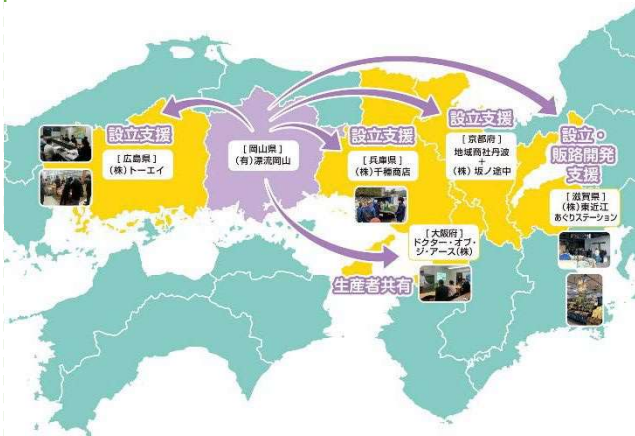 設立支援
[広島県]
(株)トーエイ
[岡山県]
(有)漂流岡山
設立支援
[兵庫県]
(株)千種商店
設立支援
[京都府]
地域商社丹波
+
(株)坂ノ途中
設立・
販路開発
支援
[滋賀県]
(株)東近江
あぐりステーション
[大阪府]
ドクター・オブ・
ジ・アース(株)
生産者共有